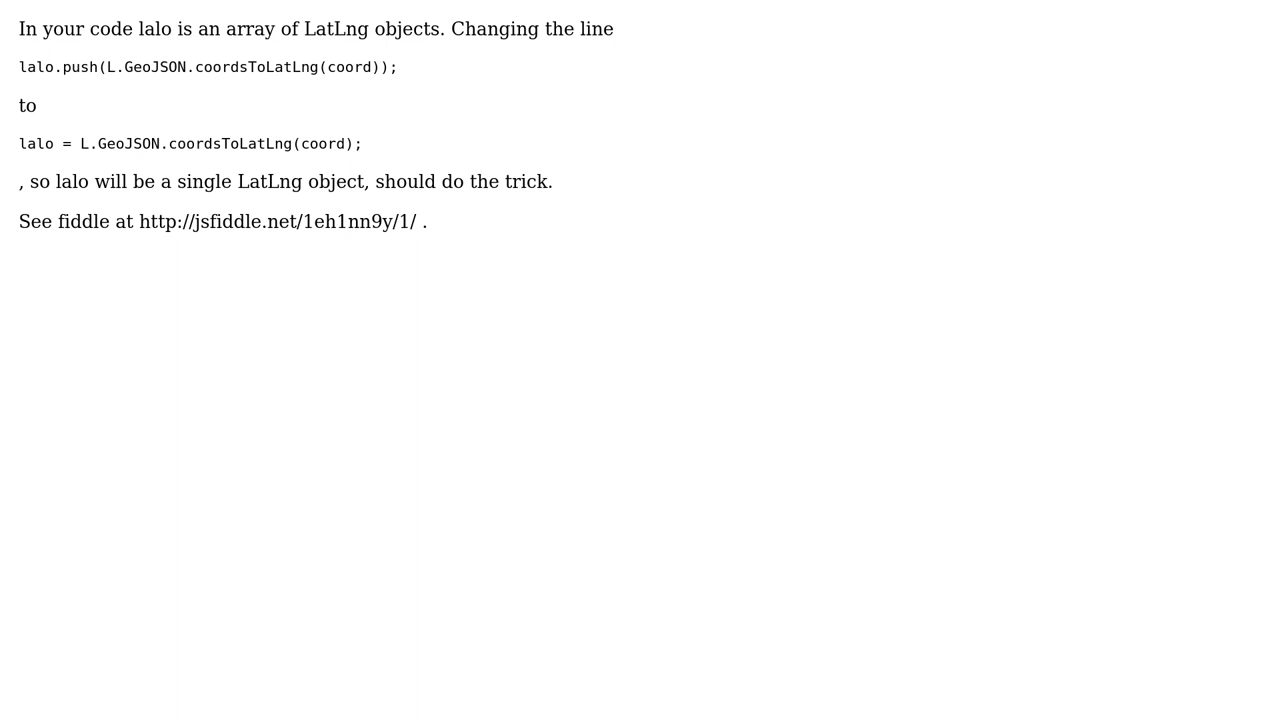 In your code lalo is an array of LatLng objects. Changing the line
lalo.push(L.GeoJSON.coordsToLatLng(coord));
to
lalo = L.GeoJSON.coordsToLatLng(coord);
, so lalo will be a single LatLng object, should do the trick.
See fiddle at http://jsfiddle.net/1eh1nn9y/1/ .